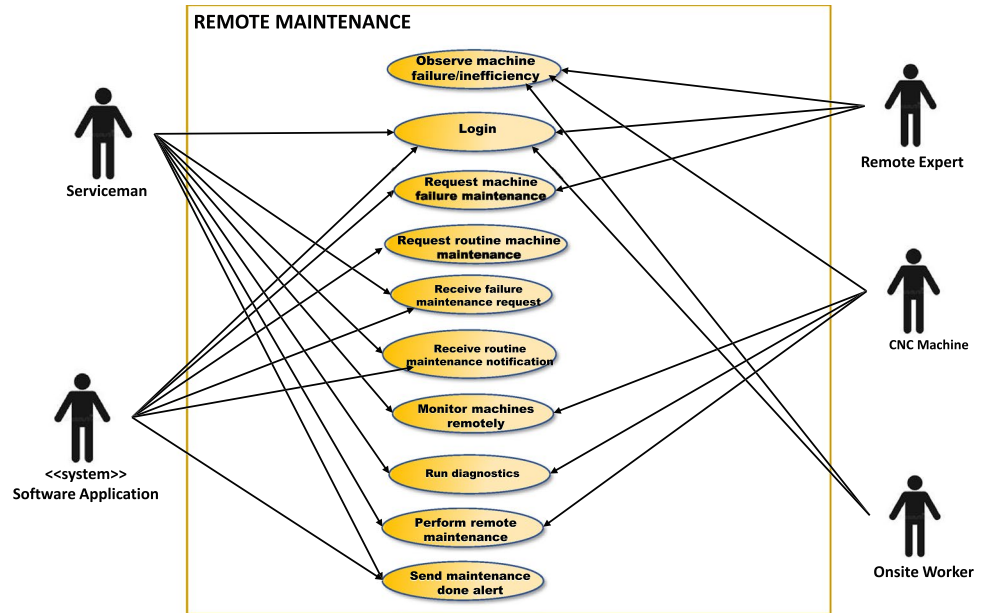 REMOTE MAINTENANCE
Observe machine
failure/inefficiency
Login
Request machine
failure maintenance
Request routine machine
maintenance
Receive failure
maintenance request
Receive routine
maintenance notification
Monitor machines
remotely
Run diagnostics
Perform remote
maintenance
Send maintenance
done alert
Serviceman
<<system>>
Software Application
Remote Expert
CNC Machine
Onsite Worker